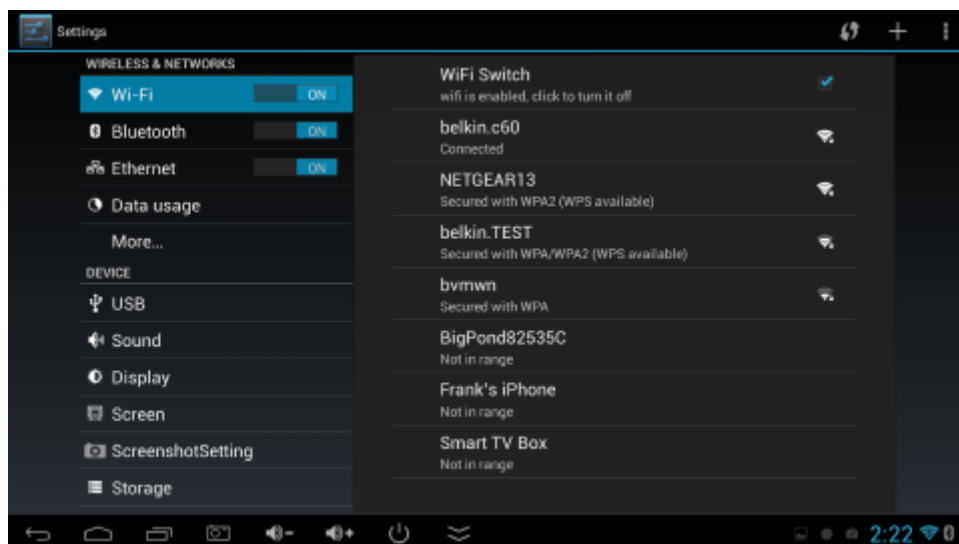 Settings
WIRELESS & NETWORKS
Wi-Fi ON
Bluetooth ON
Ethernet ON
Data usage
More...
DEVICE
USB
Sound
Display
Screen
ScreenshotSetting
Storage
WiFi Switch
wifi is enabled, click to turn it off
belkin.c60
Connected
NETGEAR13
Secured with WPA2 (WPS available)
belkin.TEST
Secured with WPA/WPA2 (WPS available)
bvmwn
Secured with WPA
BigPond82535C
Not in range
Frank's iPhone
Not in range
Smart TV Box
Not in range
2:22